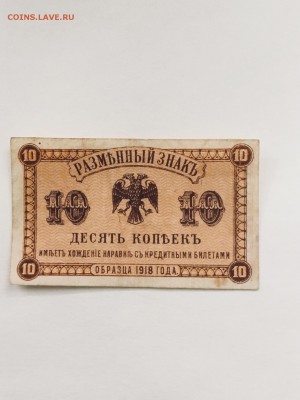 COINS.LAVE.RU
10 10
РАЗМѢННЫЙ ЗНАКЪ
10 10
ДЕСЯТЬ КОПѢЕКЪ
ИМѢЕТЪ ХОЖДЕНІЕ НАРАВНѢ СЪ КРЕДИТНЫМИ БИЛЕТАМИ
10 10
ОБРАЗЦА 1918 ГОДА.